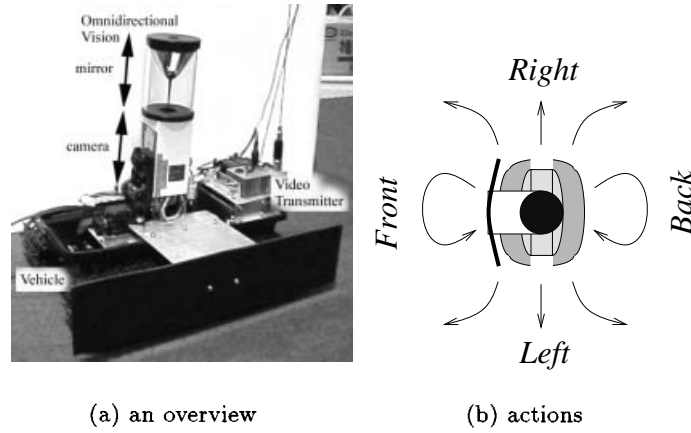 Omnidirectional
Vision
mirror
camera
Video
Transmitter
Vehicle
Right
Front
Back
Left
(a) an overview
(b) actions